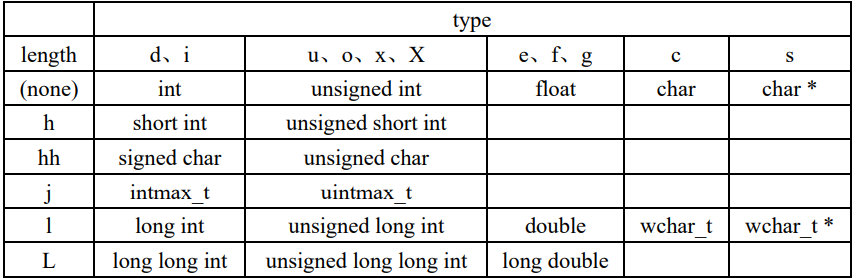 type
length d、i u、o、x、X e、f、g c s
(none) int unsigned int float char char *
h short int unsigned short int
hh signed char unsigned char
j intmax_t uintmax_t
l long int unsigned long int double wchar_t wchar_t *
L long long int unsigned long long int long double